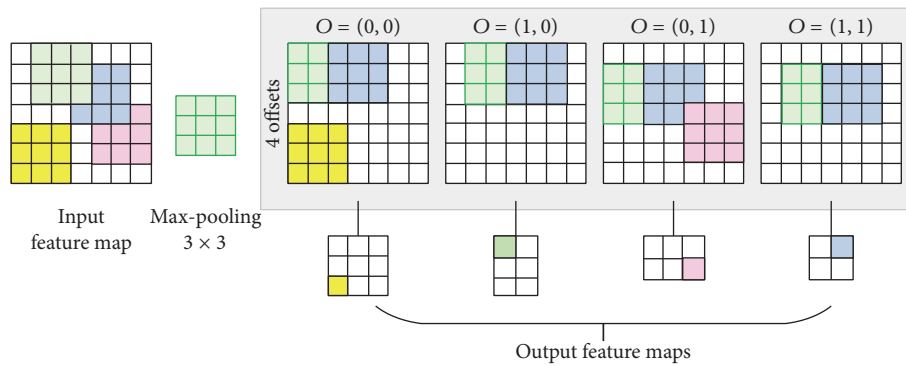 O = (0, 0)
O = (1, 0)
O = (0, 1)
O = (1, 1)
4 offsets
Input
feature map
Max-pooling
3 × 3
Output feature maps